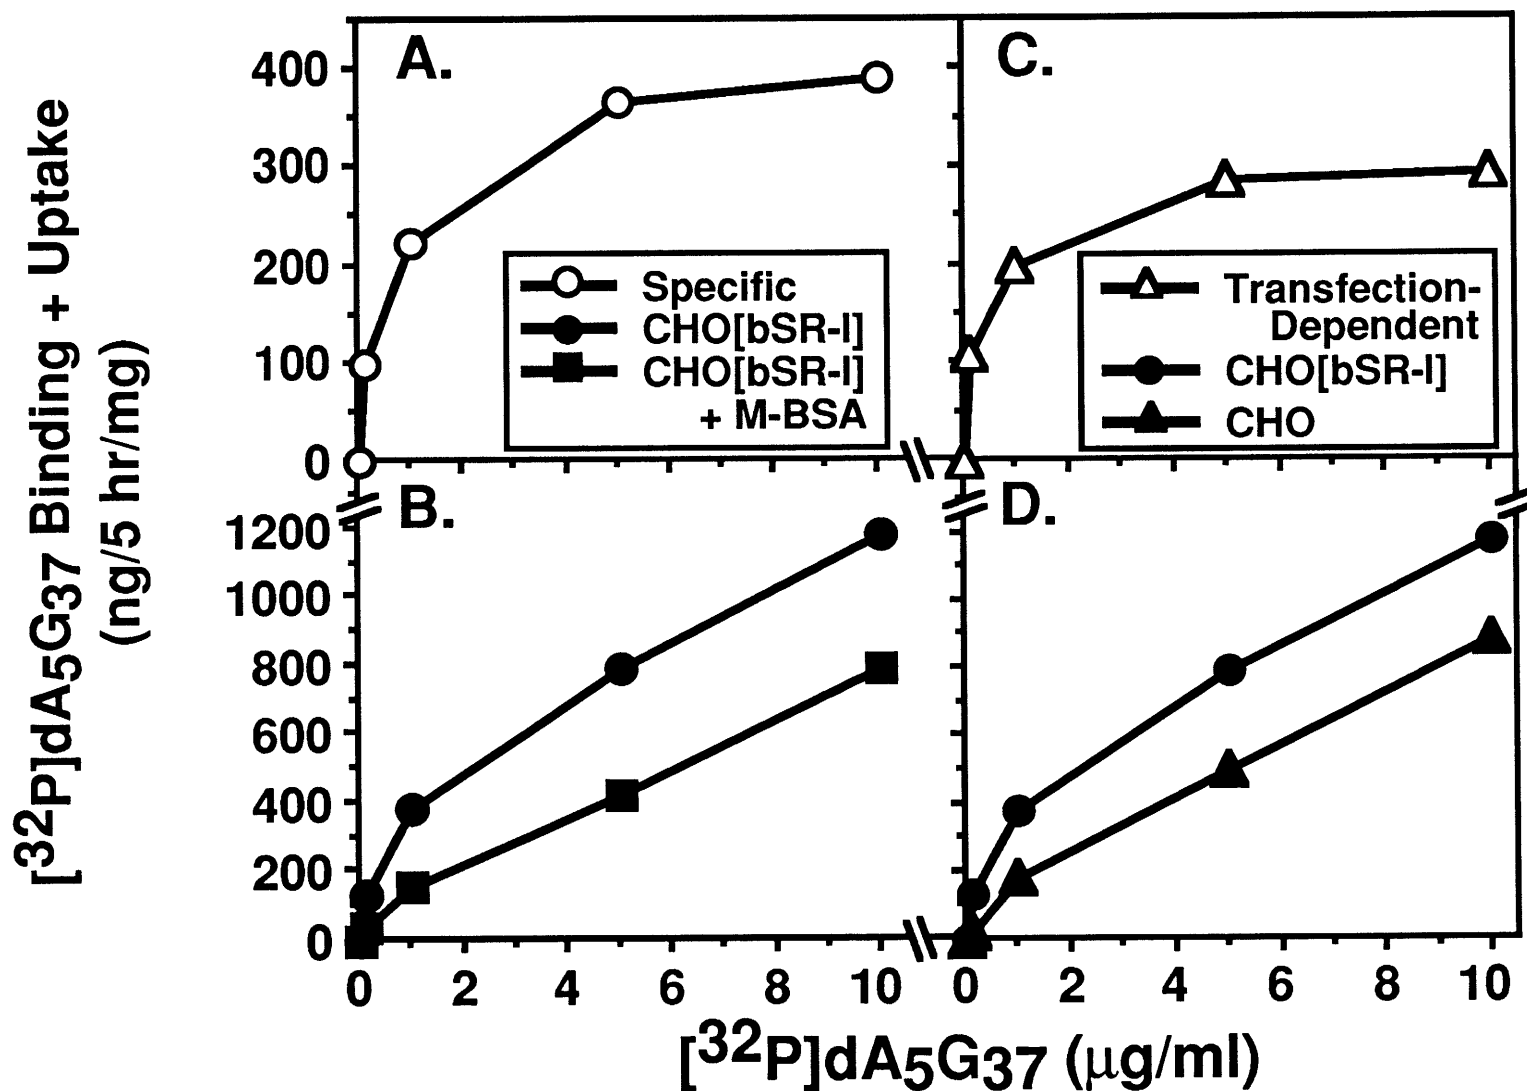 [32P]dA5G37 Binding + Uptake
(ng/5 hr/mg)
A.
400
300
200
100
0
Specific
CHO[bSR-I]
CHO[bSR-I]
+ M-BSA
C.
Transfection-
Dependent
CHO[bSR-I]
CHO
B.
1200
1000
800
600
400
200
0
D.
0 2 4 6 8 10
0 2 4 6 8 10
[32P]dA5G37 (μg/ml)